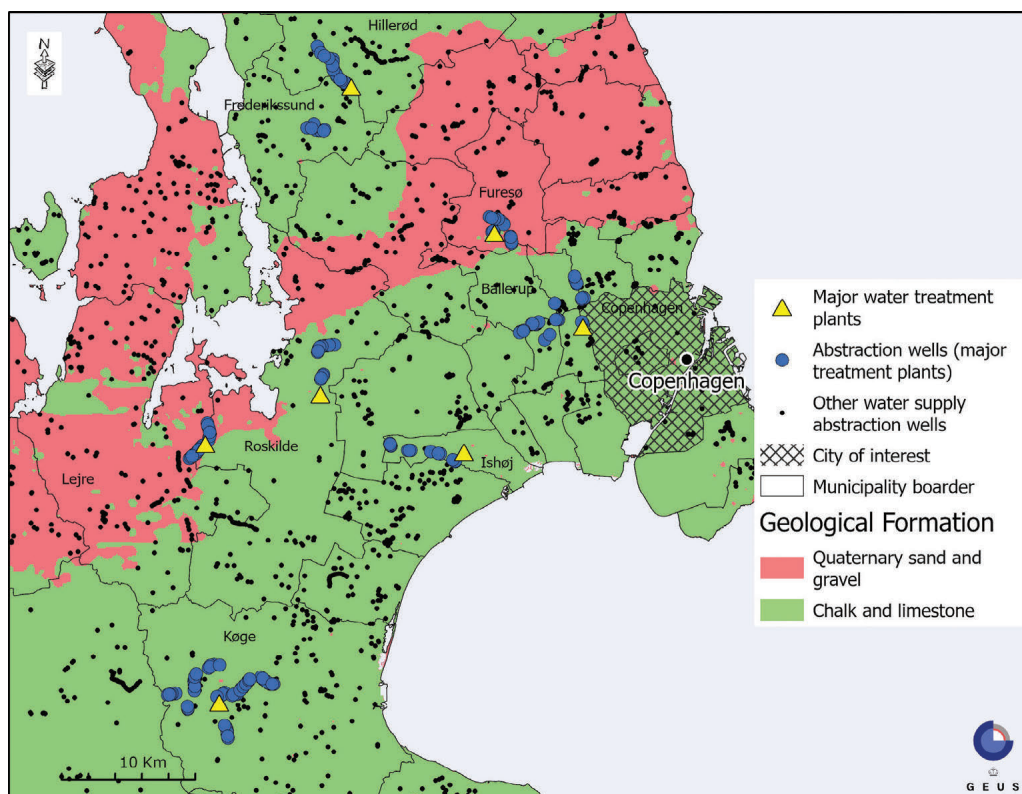 Hillerød
N
Frederikssund
Furesø
Ballerup
Copenhagen
Copenhagen
Roskilde
Ishøj
Lejre
Køge
10 Km
Major water treatment
plants
Abstraction wells (major
treatment plants)
Other water supply
abstraction wells
City of interest
Municipality boarder
Geological Formation
Quaternary sand and
gravel
Chalk and limestone
G E U S